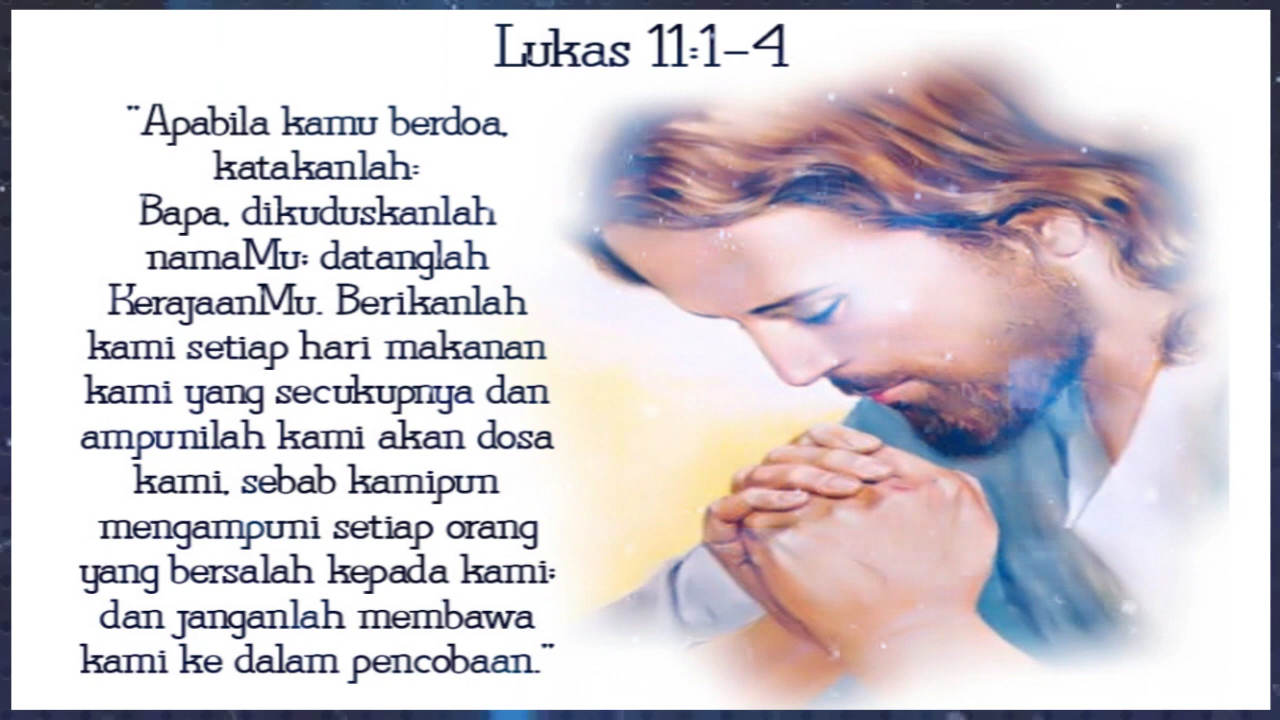 Lukas 11:1-4
"Apabila kamu berdoa,
katakanlah:
Bapa, dikuduskanlah
namaMu; datanglah
KerajaanMu. Berikanlah
kami setiap hari makanan
kami yang secukupnya dan
ampunilah kami akan dosa
kami, sebab kamipun
mengampuni setiap orang
yang bersalah kepada kami;
dan janganlah membawa
kami ke dalam pencobaan."